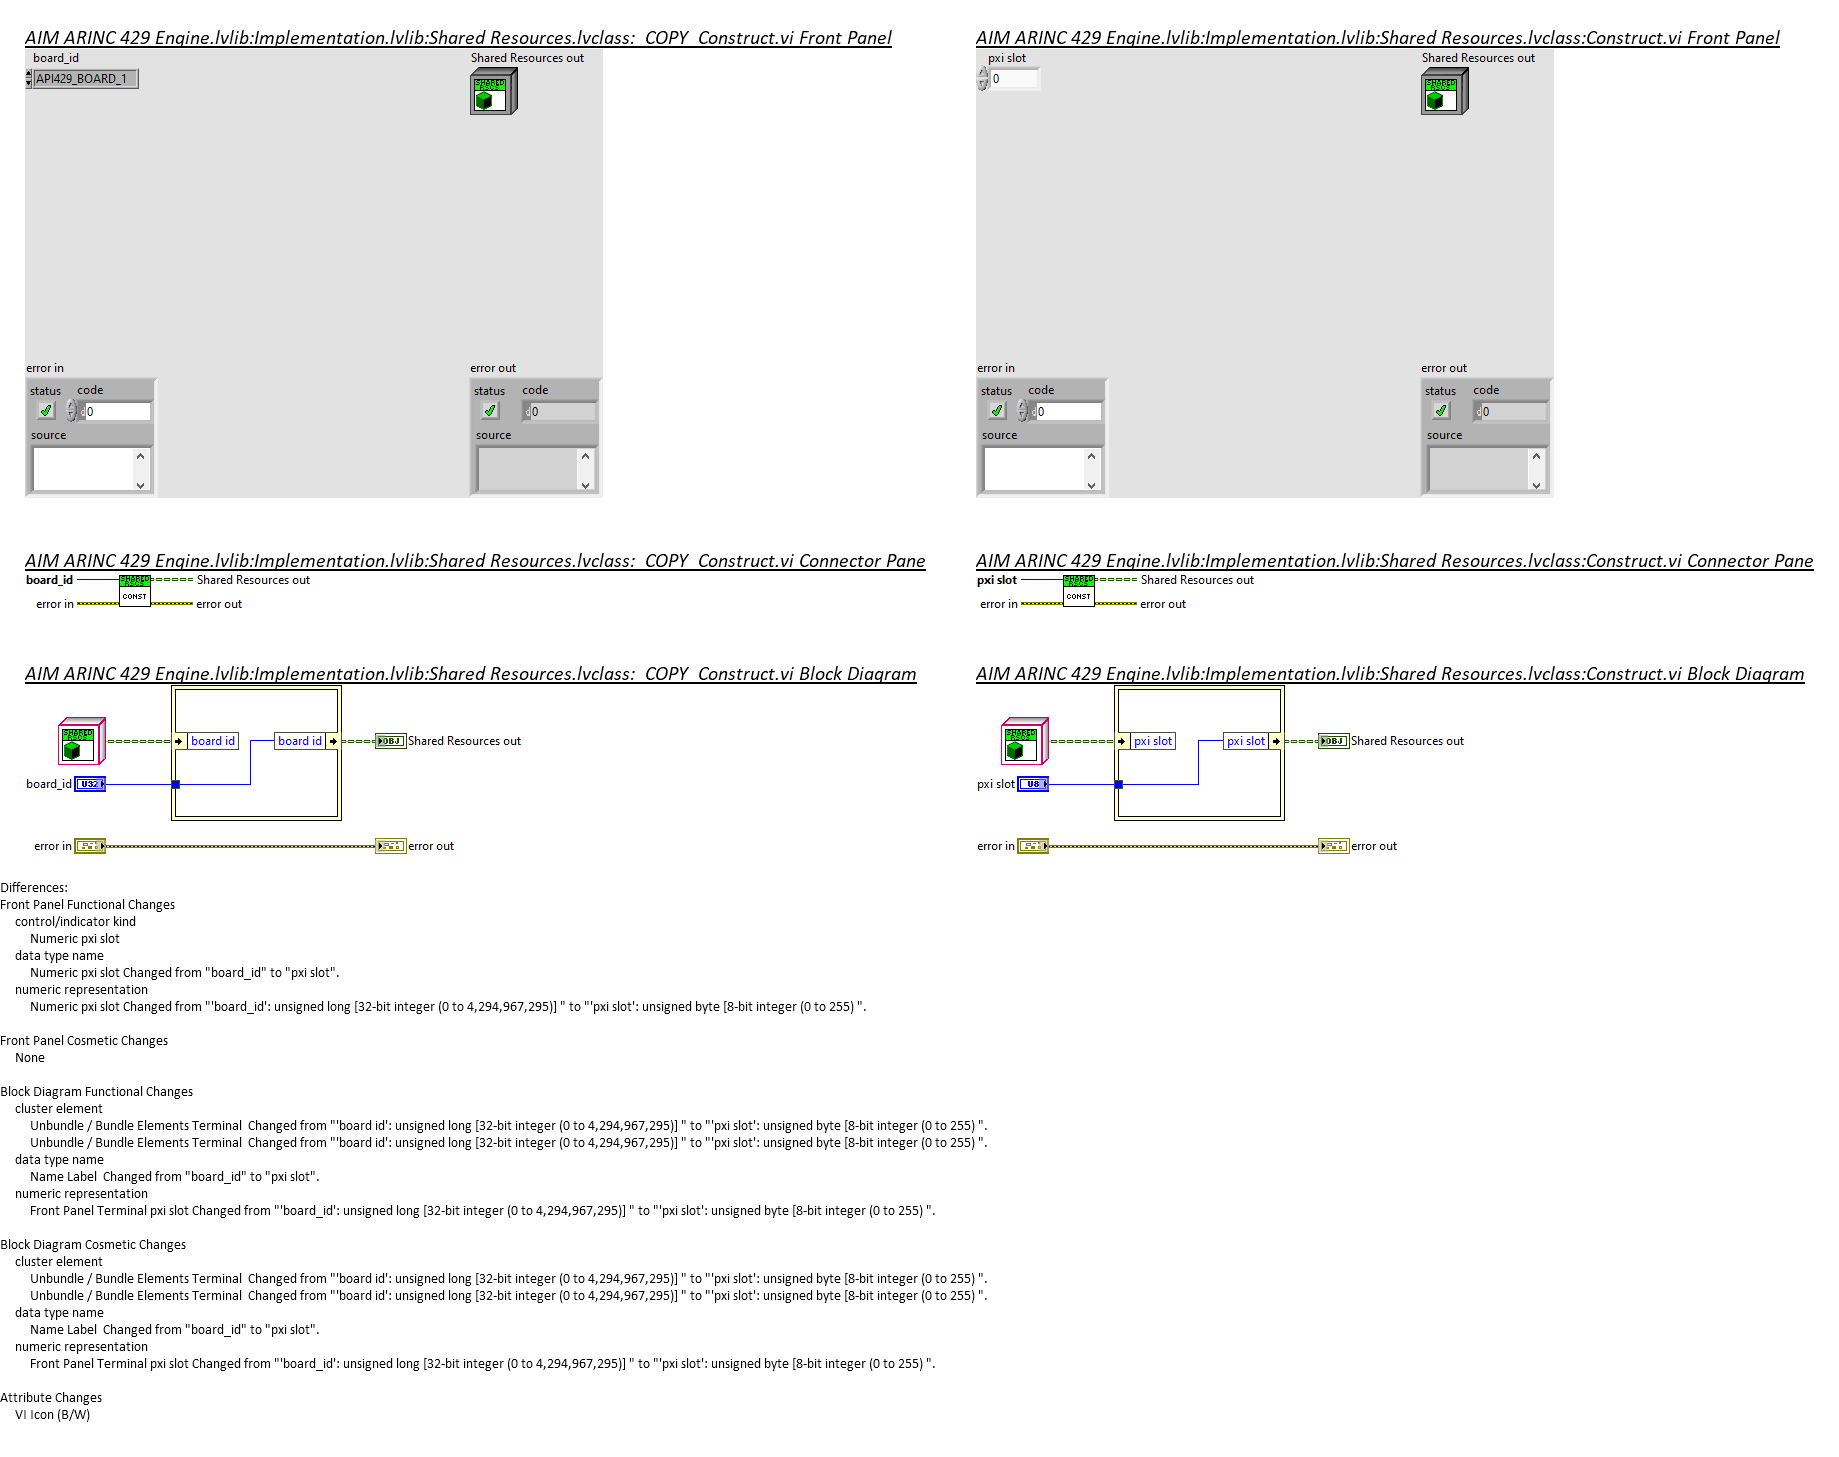 AIM ARINC 429 Engine.lvlib:Implementation.lvlib:Shared Resources.lvclass:_COPY_Construct.vi Front Panel
board_id
API429_BOARD_1
Shared Resources out
SHARED
RSCS
error in
status
code
d0
source
error out
status
code
d0
source
AIM ARINC 429 Engine.lvlib:Implementation.lvlib:Shared Resources.lvclass:Construct.vi Front Panel
pxi slot
0
Shared Resources out
SHARED
RSCS
error in
status
code
d0
source
error out
status
code
d0
source
AIM ARINC 429 Engine.lvlib:Implementation.lvlib:Shared Resources.lvclass:_COPY_Construct.vi Connector Pane
board_id
SHARED
RSCS
CONST
Shared Resources out
error in
error out
AIM ARINC 429 Engine.lvlib:Implementation.lvlib:Shared Resources.lvclass:Construct.vi Connector Pane
pxi slot
SHARED
RSCS
CONST
Shared Resources out
error in
error out
AIM ARINC 429 Engine.lvlib:Implementation.lvlib:Shared Resources.lvclass:_COPY_Construct.vi Block Diagram
SHARED
RSCS
board id
board id
OBJ
Shared Resources out
board_id
U32
error in
error out
AIM ARINC 429 Engine.lvlib:Implementation.lvlib:Shared Resources.lvclass:Construct.vi Block Diagram
SHARED
RSCS
pxi slot
pxi slot
OBJ
Shared Resources out
pxi slot
U8
error in
error out
Differences:
Front Panel Functional Changes
control/indicator kind
Numeric pxi slot
data type name
Numeric pxi slot Changed from "board_id" to "pxi slot".
numeric representation
Numeric pxi slot Changed from "'board_id': unsigned long [32-bit integer (0 to 4,294,967,295)] " to "'pxi slot': unsigned byte [8-bit integer (0 to 255) ".
Front Panel Cosmetic Changes
None
Block Diagram Functional Changes
cluster element
Unbundle / Bundle Elements Terminal  Changed from "'board id': unsigned long [32-bit integer (0 to 4,294,967,295)] " to "'pxi slot': unsigned byte [8-bit integer (0 to 255) ".
Unbundle / Bundle Elements Terminal  Changed from "'board id': unsigned long [32-bit integer (0 to 4,294,967,295)] " to "'pxi slot': unsigned byte [8-bit integer (0 to 255) ".
data type name
Name Label  Changed from "board_id" to "pxi slot".
numeric representation
Front Panel Terminal pxi slot Changed from "'board_id': unsigned long [32-bit integer (0 to 4,294,967,295)] " to "'pxi slot': unsigned byte [8-bit integer (0 to 255) ".
Block Diagram Cosmetic Changes
cluster element
Unbundle / Bundle Elements Terminal  Changed from "'board id': unsigned long [32-bit integer (0 to 4,294,967,295)] " to "'pxi slot': unsigned byte [8-bit integer (0 to 255) ".
Unbundle / Bundle Elements Terminal  Changed from "'board id': unsigned long [32-bit integer (0 to 4,294,967,295)] " to "'pxi slot': unsigned byte [8-bit integer (0 to 255) ".
data type name
Name Label  Changed from "board_id" to "pxi slot".
numeric representation
Front Panel Terminal pxi slot Changed from "'board_id': unsigned long [32-bit integer (0 to 4,294,967,295)] " to "'pxi slot': unsigned byte [8-bit integer (0 to 255) ".
Attribute Changes
VI Icon (B/W)